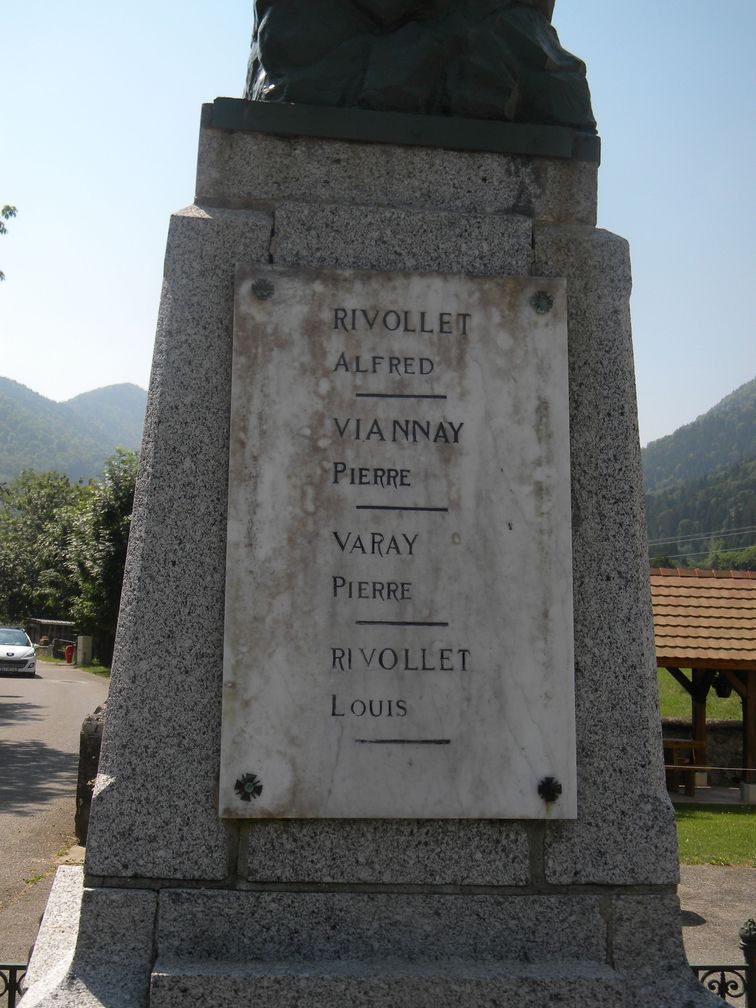 RIVOLLET
ALFRED
VIANNAY
PIERRE
VARAY
PIERRE
RIVOLLET
LOUIS